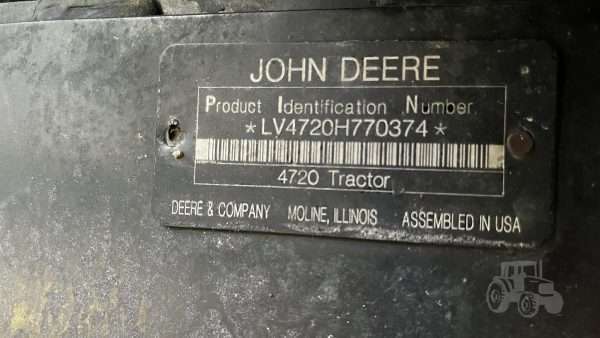 JOHN DEERE
Product Identification Number
*LV4720H770374*
4720 Tractor
DEERE & COMPANY MOLINE, ILLINOIS ASSEMBLED IN USA